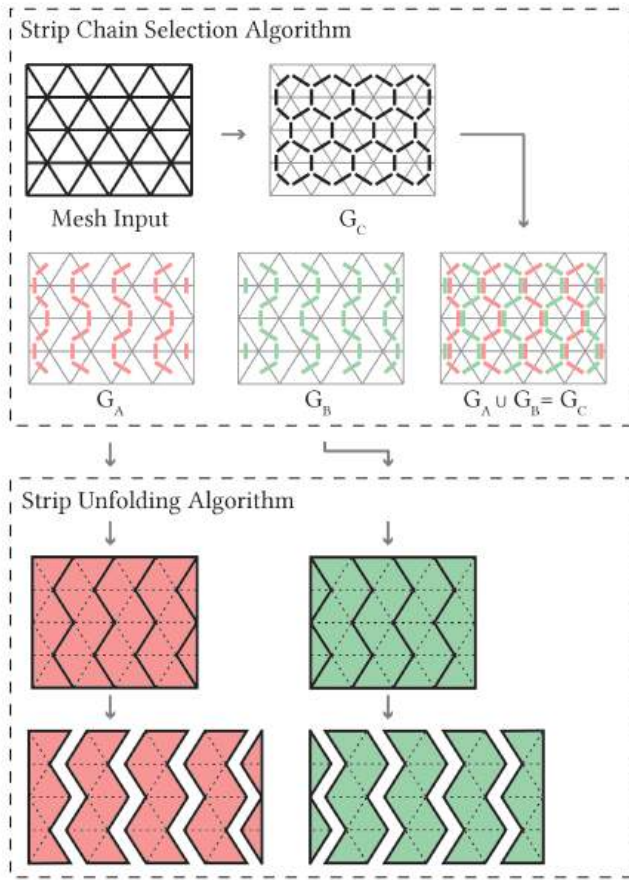 Strip Chain Selection Algorithm
Mesh Input
G_C
G_A
G_B
G_A ∪ G_B = G_C
Strip Unfolding Algorithm